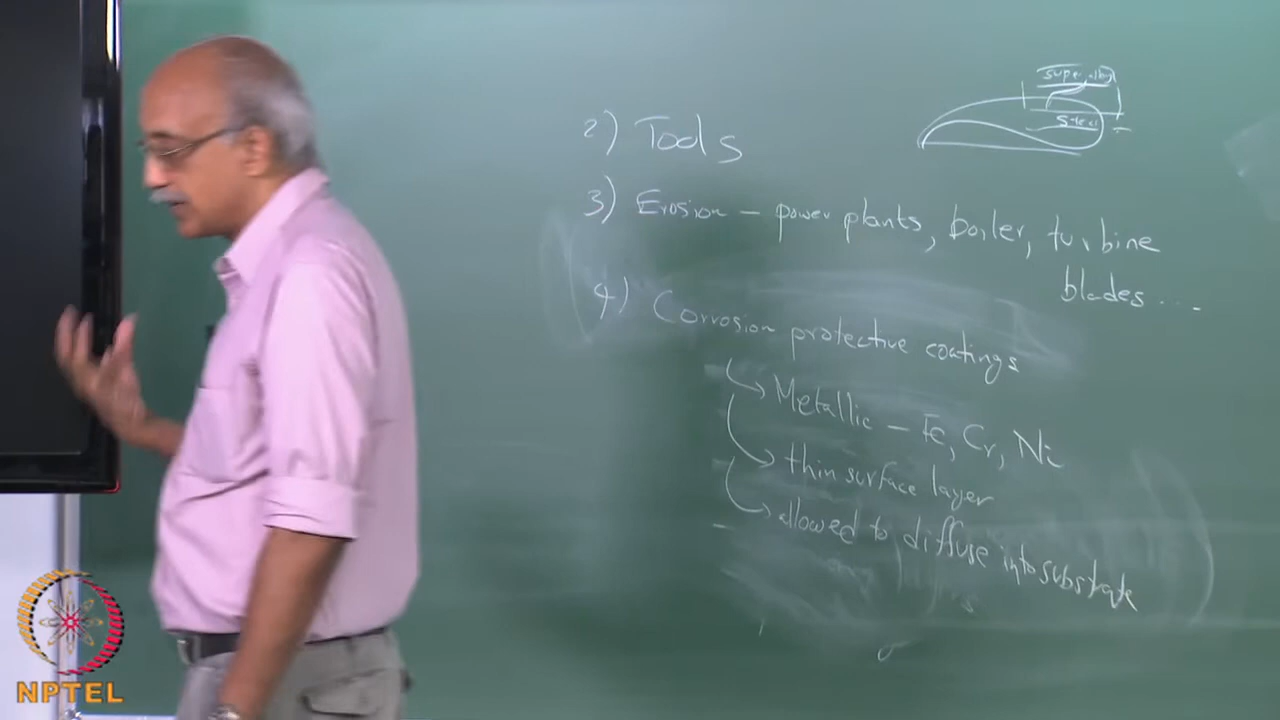 super alloy
steel
2) Tools
3) Erosion – power plants, boiler, turbine
blades ...
4) Corrosion protective coatings
↳ Metallic – Fe, Cr, Ni
↳ thin surface layer
↳ allowed to diffuse into substrate
NPTEL